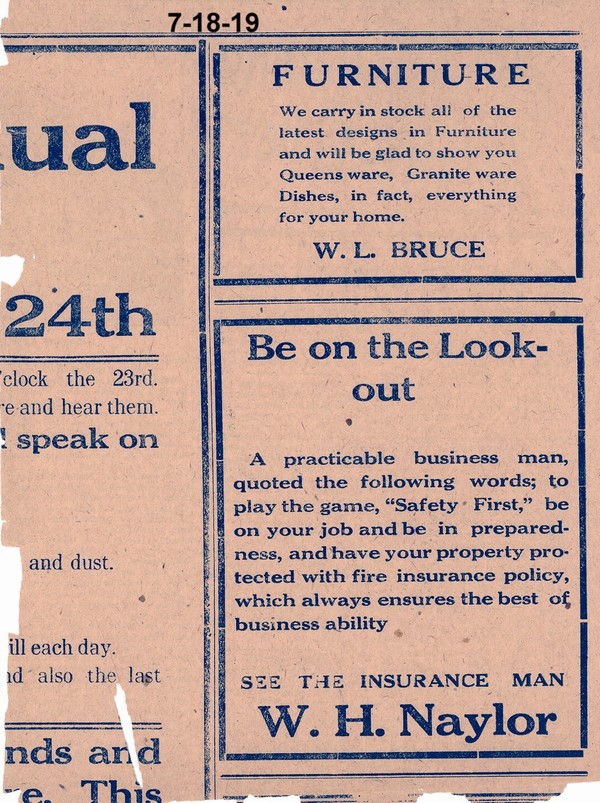 7-18-19
ual
24th
'clock the 23rd.
re and hear them.
speak on
and dust.
ill each day.
nd also the last
nds and
e. This
FURNITURE
We carry in stock all of the
latest designs in Furniture
and will be glad to show you
Queens ware, Granite ware
Dishes, in fact, everything
for your home.
W. L. BRUCE
Be on the Look-
out
A practicable business man,
quoted the following words; to
play the game, “Safety First,” be
on your job and be in prepared-
ness, and have your property pro-
tected with fire insurance policy,
which always ensures the best of
business ability
SEE THE INSURANCE MAN
W. H. Naylor